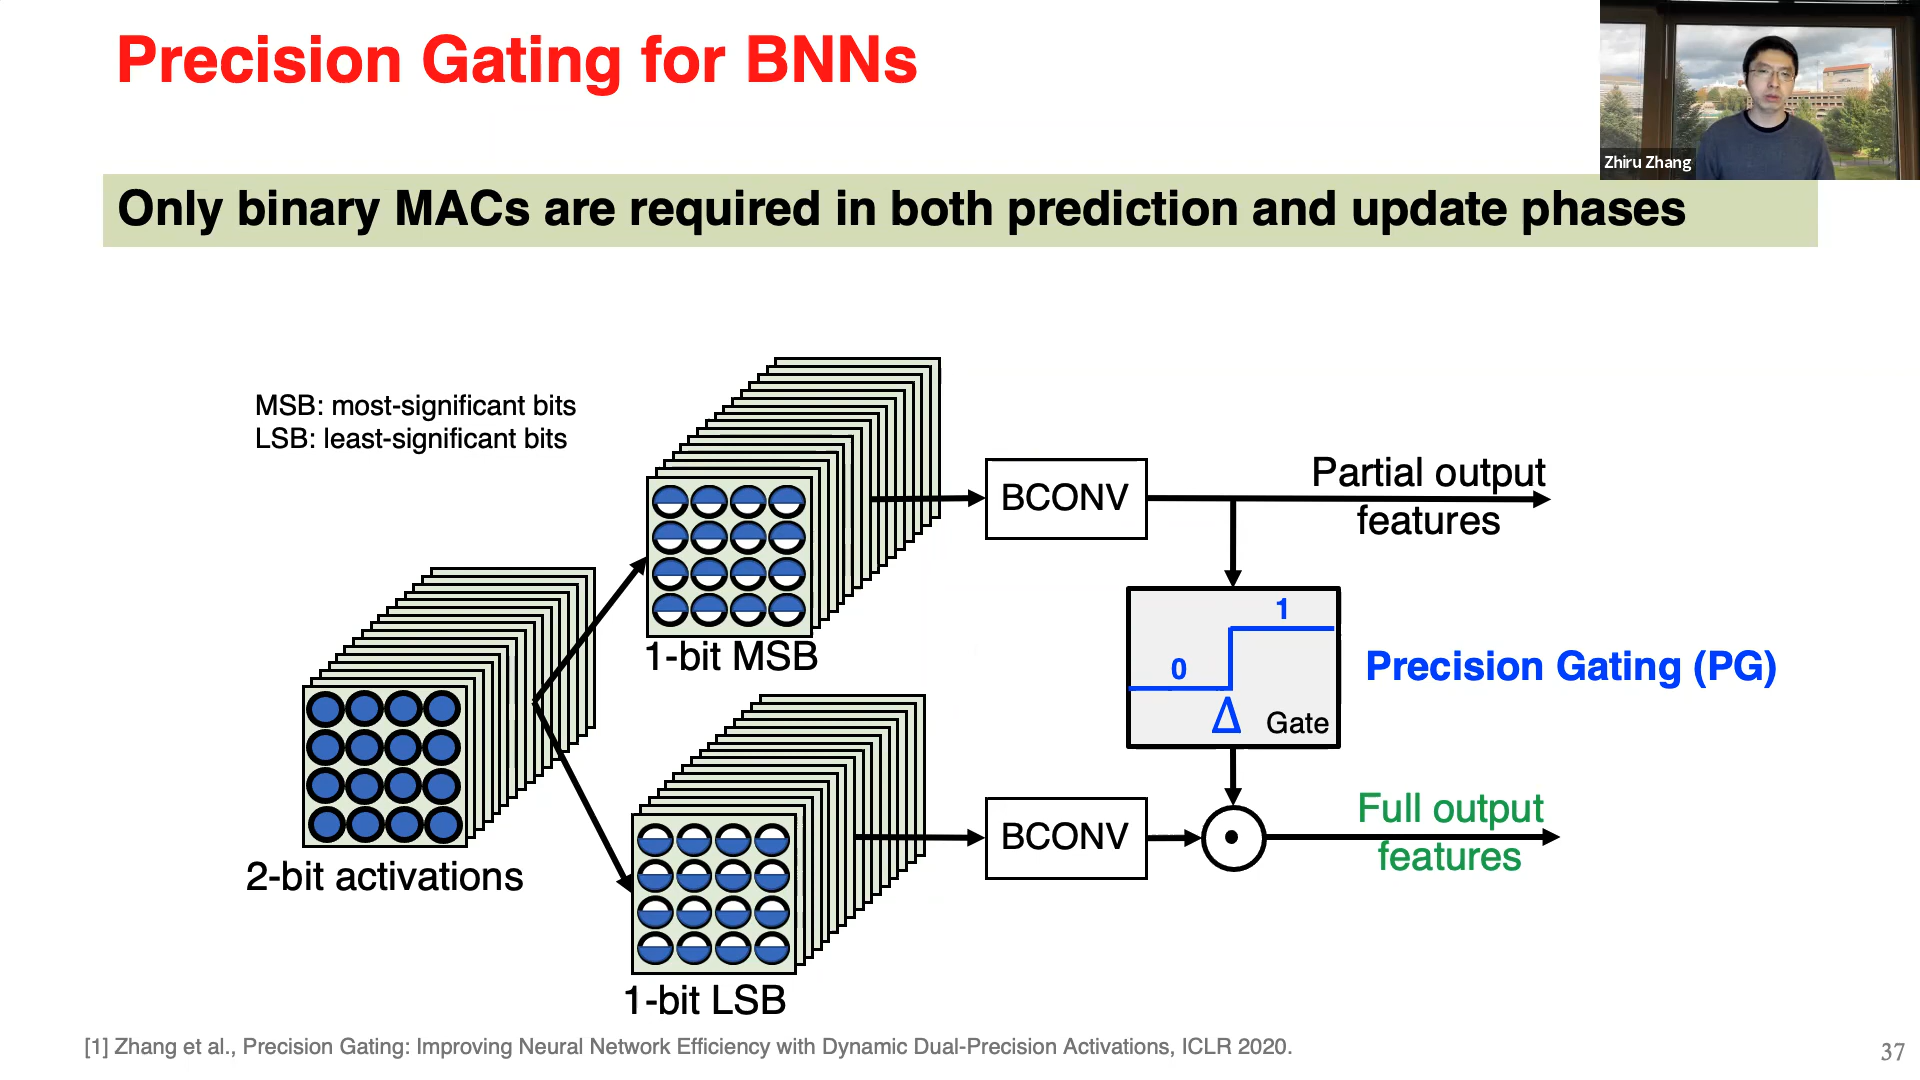 Precision Gating for BNNs
Zhiru Zhang
Only binary MACs are required in both prediction and update phases
MSB: most-significant bits
LSB: least-significant bits
BCONV
Partial output
features
1-bit MSB
1
0
Δ
Gate
Precision Gating (PG)
2-bit activations
BCONV
Full output
features
1-bit LSB
[1] Zhang et al., Precision Gating: Improving Neural Network Efficiency with Dynamic Dual-Precision Activations, ICLR 2020.
37